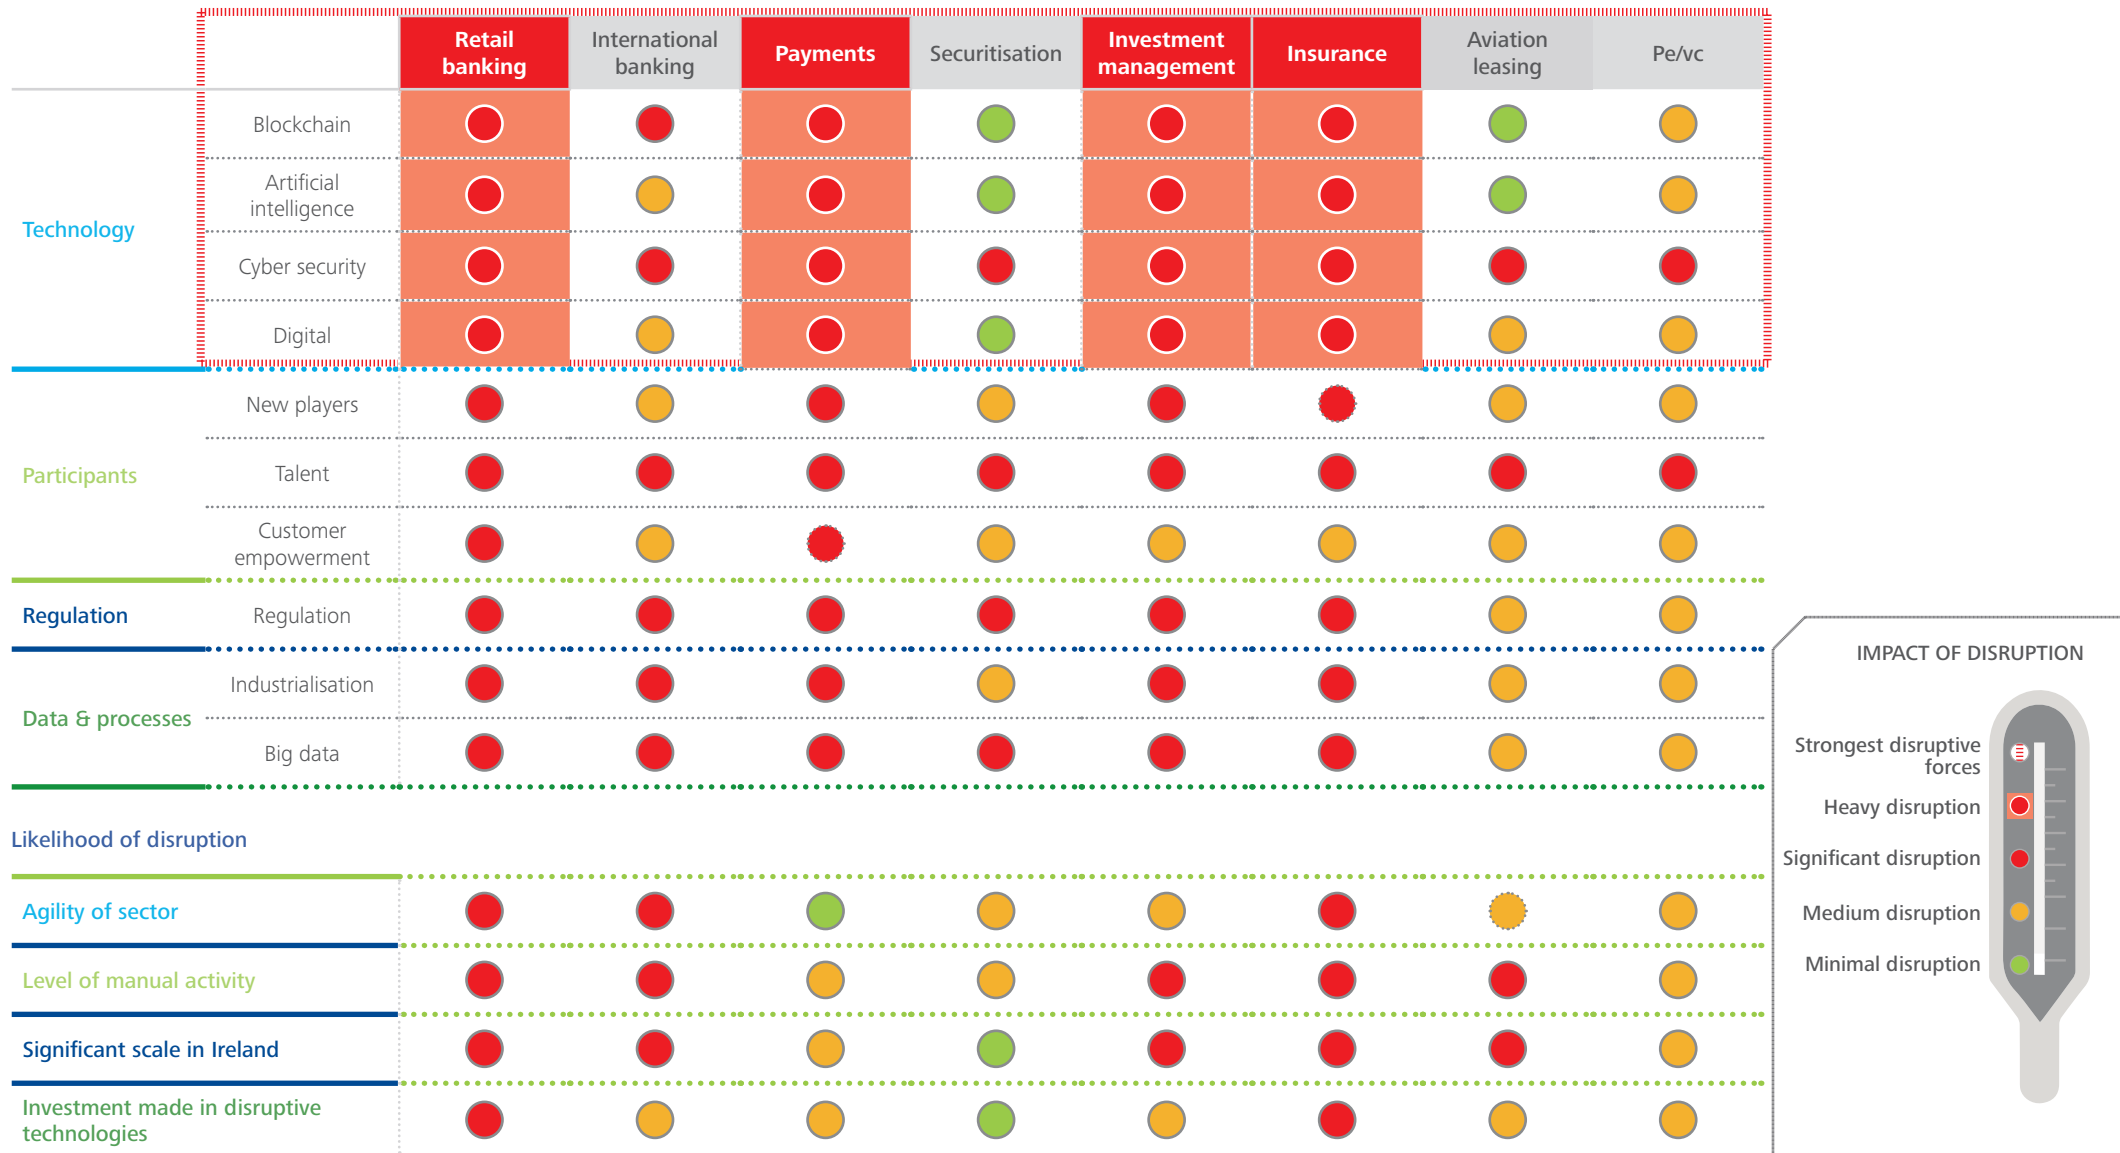 Retail
banking
International
banking
Payments
Securitisation
Investment
management
Insurance
Aviation
leasing
Pe/vc
Technology
Blockchain
Artificial
intelligence
Cyber security
Digital
Participants
New players
Talent
Customer
empowerment
Regulation
Regulation
Data & processes
Industrialisation
Big data
Likelihood of disruption
Agility of sector
Level of manual activity
Significant scale in Ireland
Investment made in disruptive
technologies
IMPACT OF DISRUPTION
Strongest disruptive
forces
Heavy disruption
Significant disruption
Medium disruption
Minimal disruption